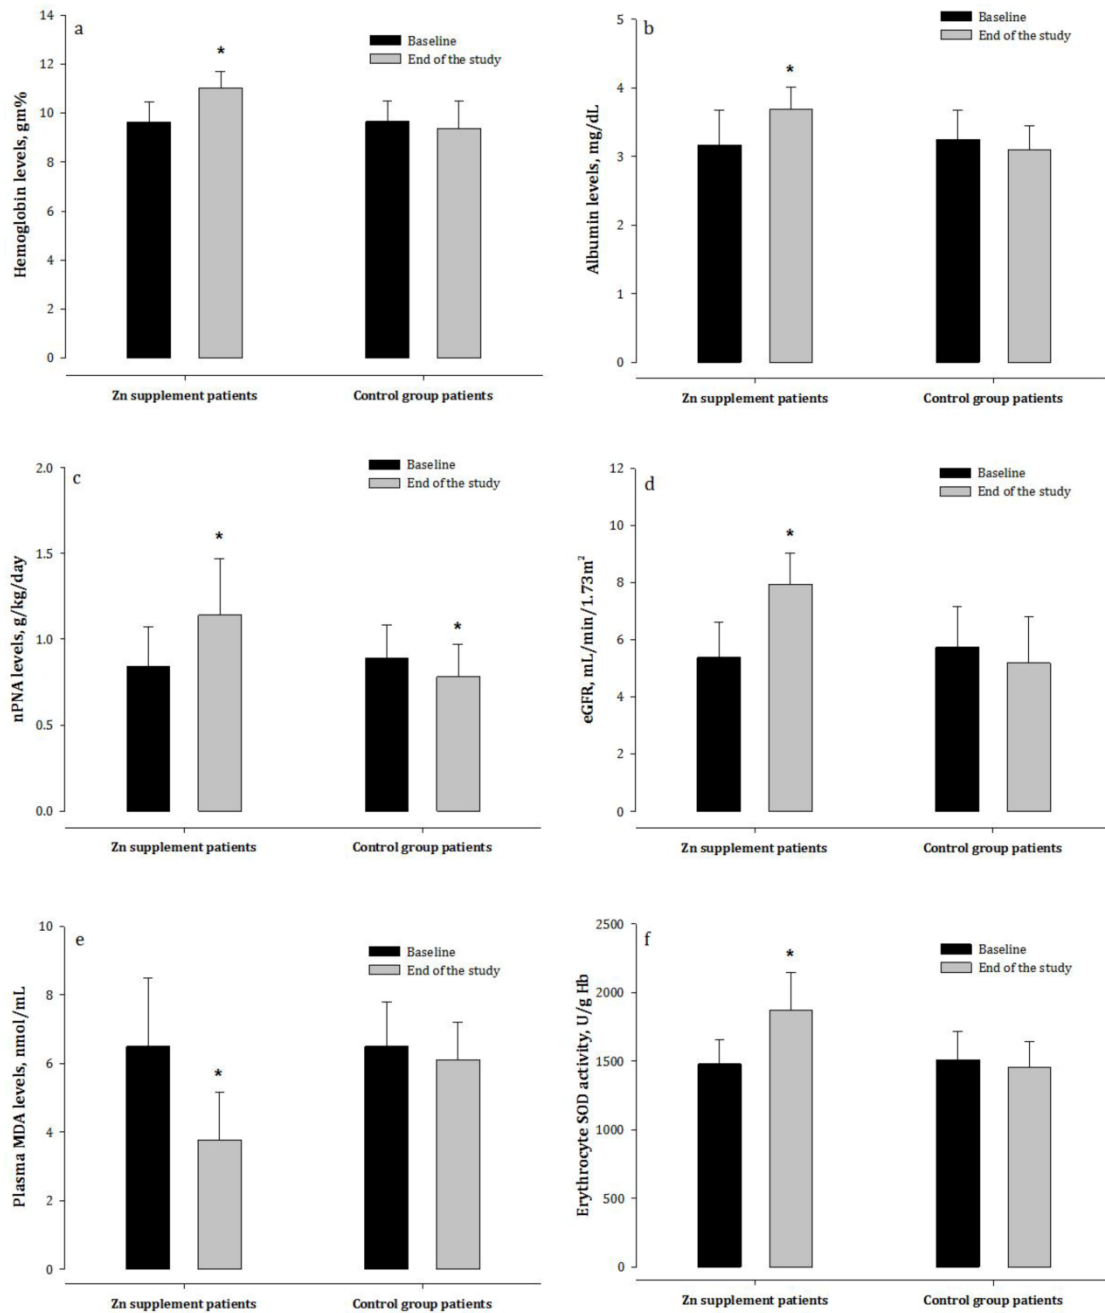 a
Baseline
End of the study
Hemoglobin levels, gm%
14
12
10
8
6
4
2
0
*
Zn supplement patients
Control group patients
b
Baseline
End of the study
Albumin levels, mg/dL
5
4
3
2
1
0
*
Zn supplement patients
Control group patients
c
Baseline
End of the study
nPNA levels, g/kg/day
2.0
1.5
1.0
0.5
0.0
*
*
Zn supplement patients
Control group patients
d
Baseline
End of the study
eGFR, mL/min/1.73m²
12
10
8
6
4
2
0
*
Zn supplement patients
Control group patients
e
Baseline
End of the study
Plasma MDA levels, nmol/mL
10
8
6
4
2
0
*
Zn supplement patients
Control group patients
f
Baseline
End of the study
Erythrocyte SOD activity, U/g Hb
2500
2000
1500
1000
500
0
*
Zn supplement patients
Control group patients